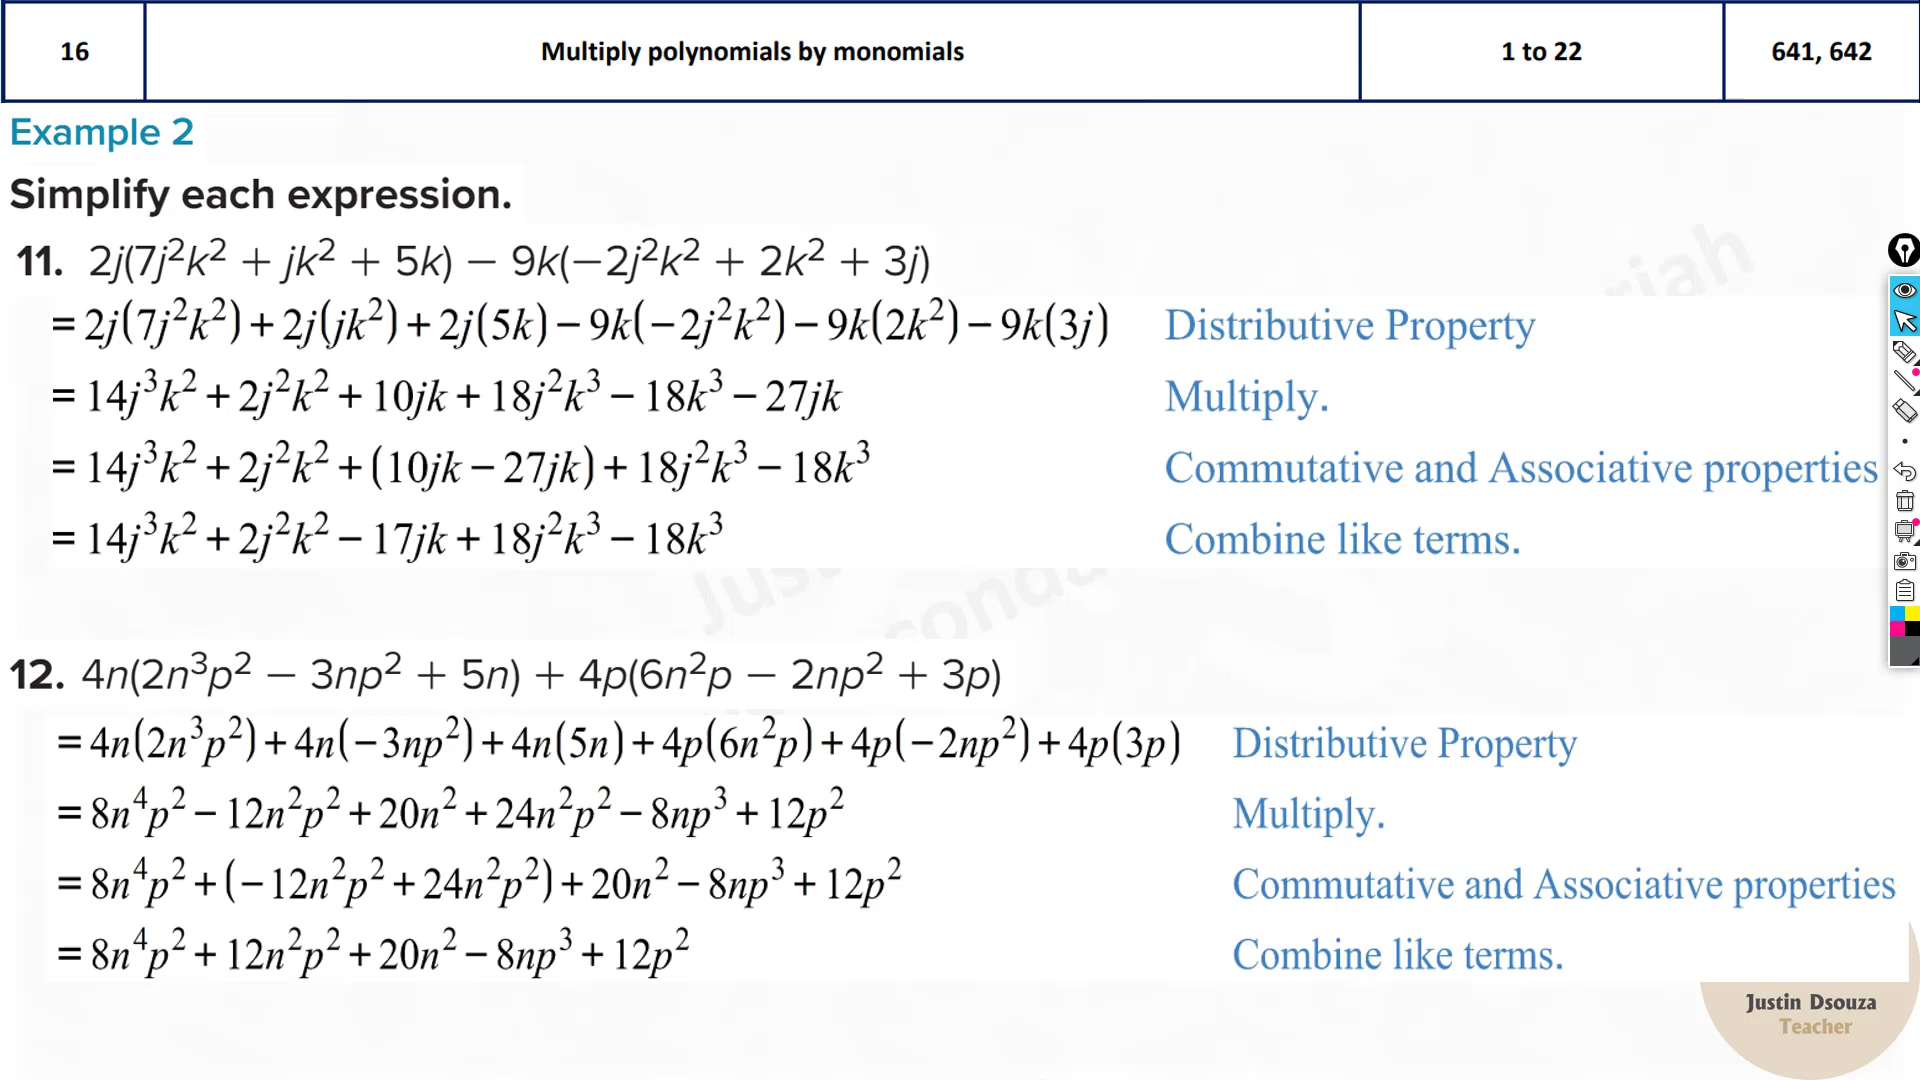 16 Multiply polynomials by monomials 1 to 22 641, 642
Example 2
Simplify each expression.
11. 2j(7j²k² + jk² + 5k) − 9k(−2j²k² + 2k² + 3j)
= 2j(7j²k²) + 2j(jk²) + 2j(5k) − 9k(−2j²k²) − 9k(2k²) − 9k(3j) Distributive Property
= 14j³k² + 2j²k² + 10jk + 18j²k³ − 18k³ − 27jk Multiply.
= 14j³k² + 2j²k² + (10jk − 27jk) + 18j²k³ − 18k³ Commutative and Associative properties
= 14j³k² + 2j²k² − 17jk + 18j²k³ − 18k³ Combine like terms.
12. 4n(2n³p² − 3np² + 5n) + 4p(6n²p − 2np² + 3p)
= 4n(2n³p²) + 4n(−3np²) + 4n(5n) + 4p(6n²p) + 4p(−2np²) + 4p(3p) Distributive Property
= 8n⁴p² − 12n²p² + 20n² + 24n²p² − 8np³ + 12p² Multiply.
= 8n⁴p² + (−12n²p² + 24n²p²) + 20n² − 8np³ + 12p² Commutative and Associative properties
= 8n⁴p² + 12n²p² + 20n² − 8np³ + 12p² Combine like terms.
Justin Dsouza
Teacher